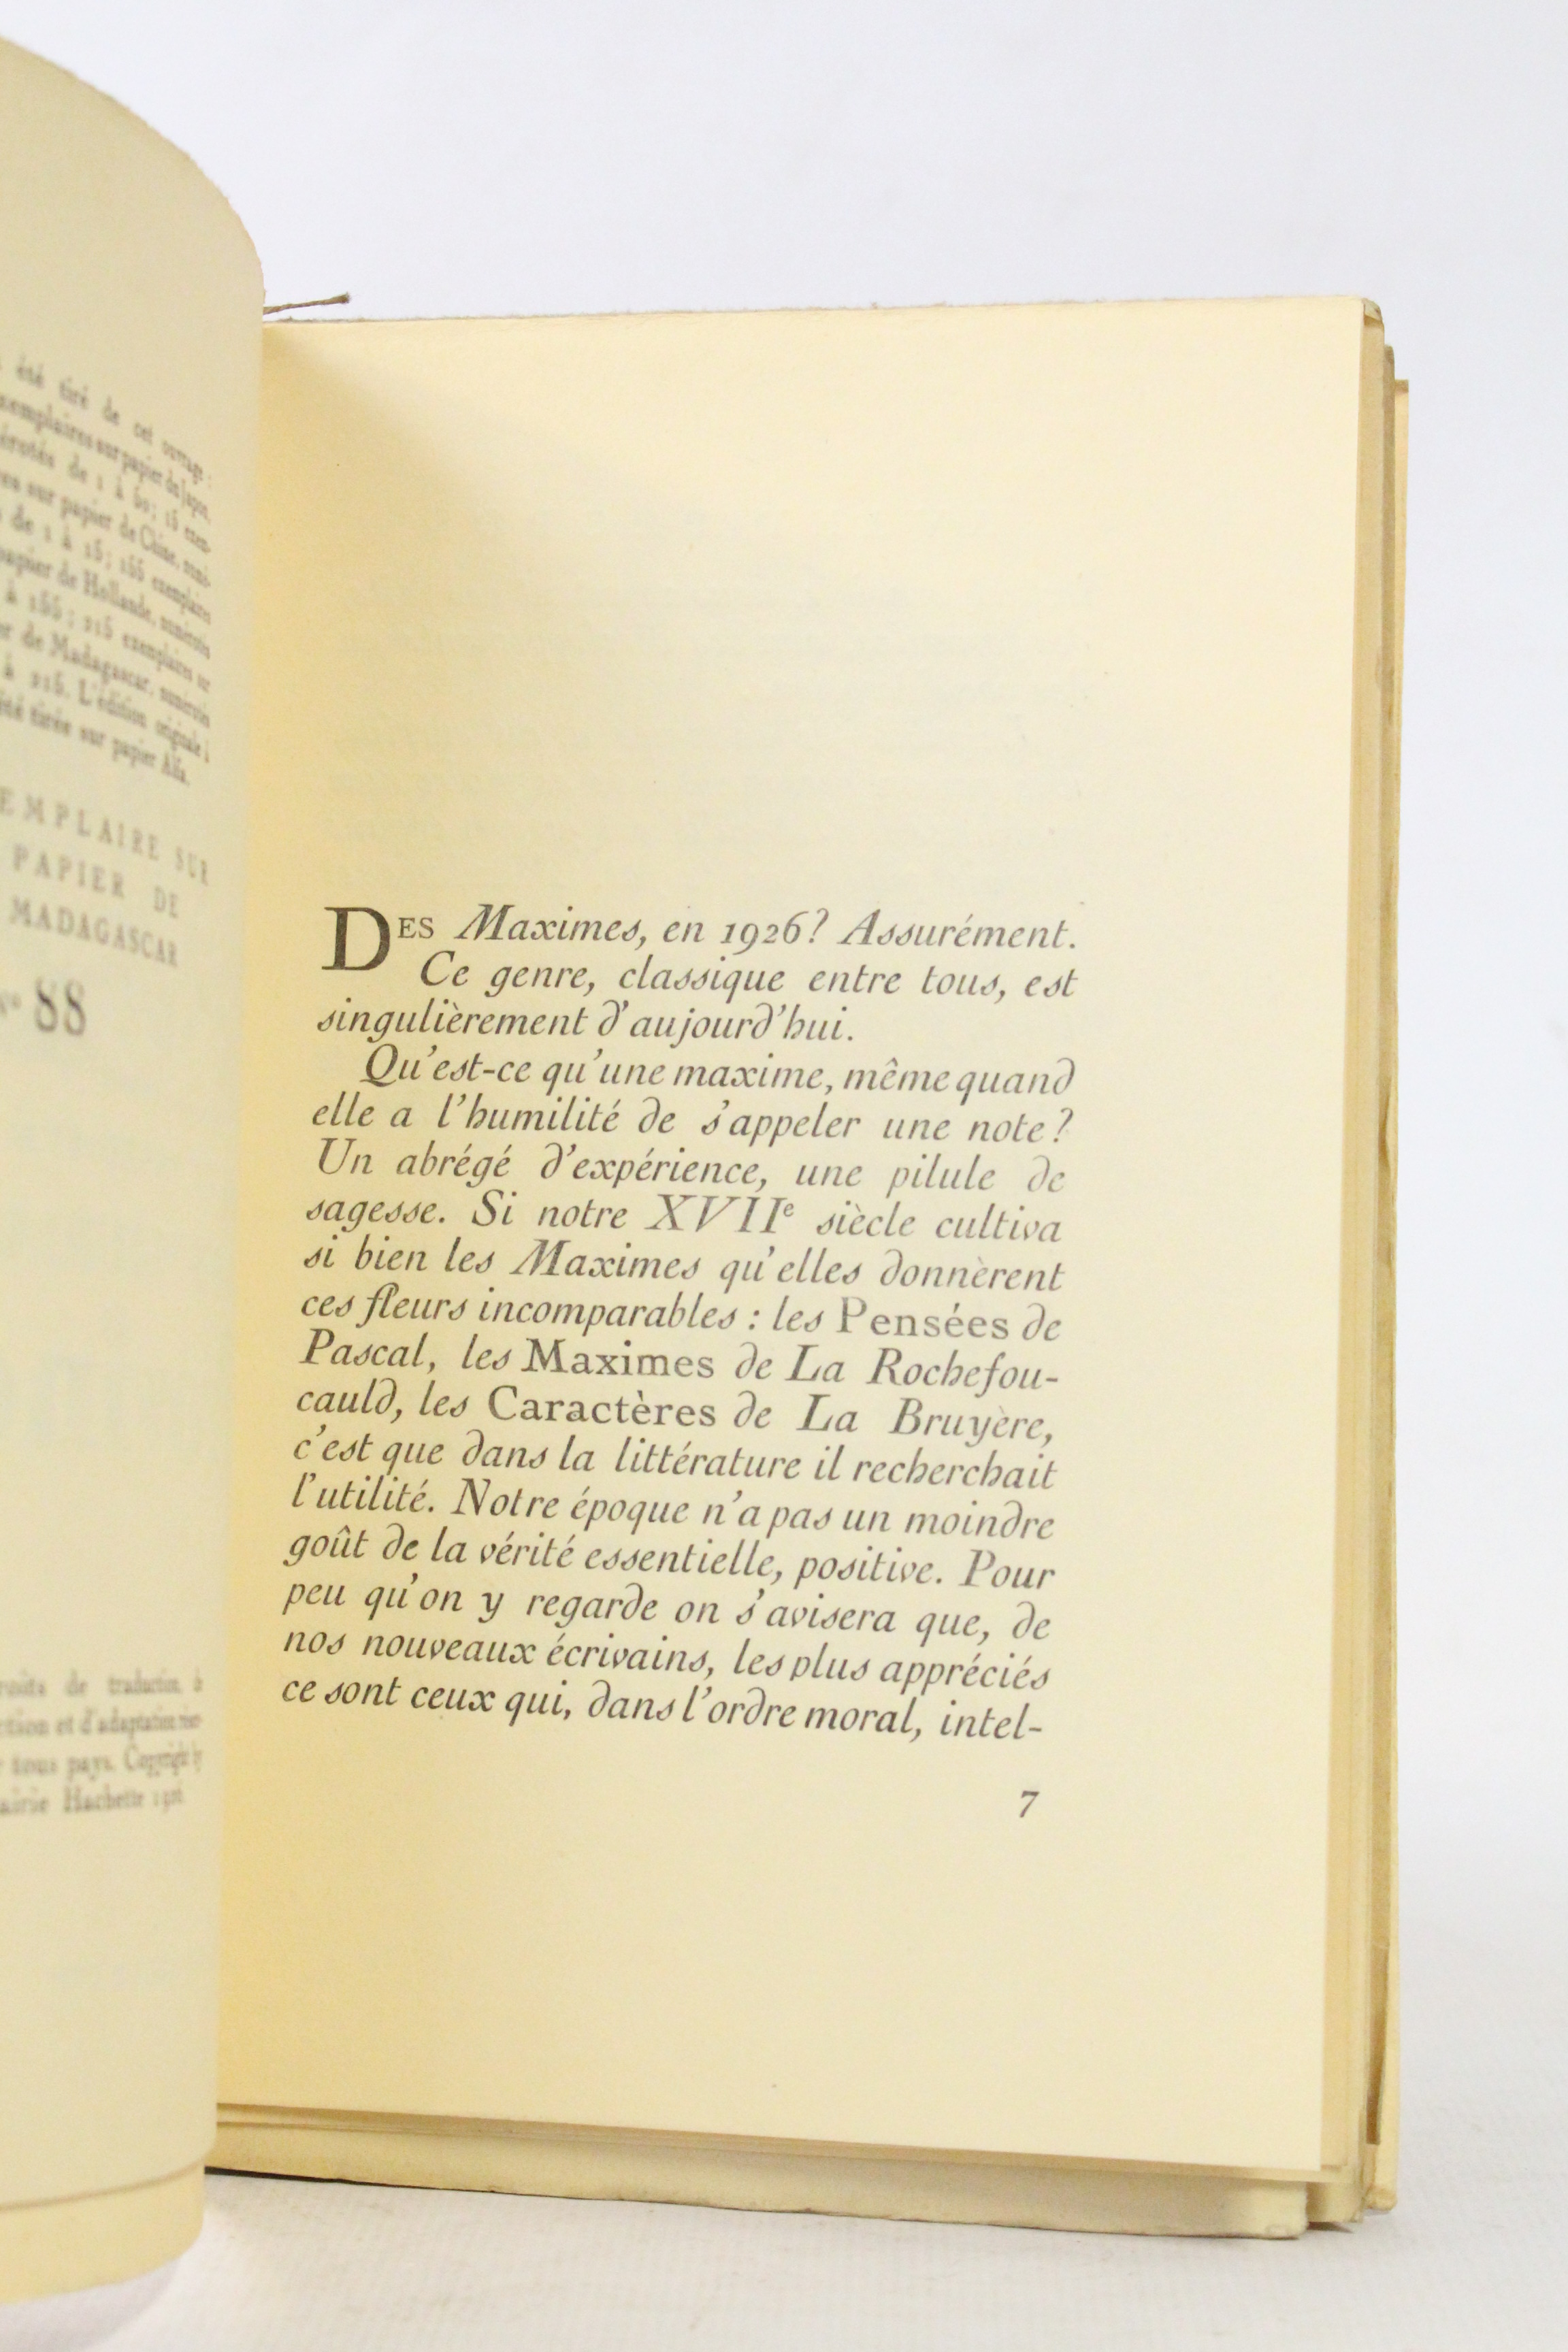 été tiré de cet ouvrage :
exemplaires sur papier du Japon,
de 1 à 50 ; 15 exem-
sur papier de Chine, numé-
de 1 à 15 ; 155 exemplaires
papier de Hollande, numérotés
à 155 ; 215 exemplaires sur
de Madagascar, numérotés
à 215. L'édition originale a
été tirée sur papier Alfa.
EMPLAIRE SUR
PAPIER DE
MADAGASCAR
N° 88
de traduction, de
ction et d'adaptation
tous pays. Copyright by
airie Hachette
DES Maximes, en 1926? Assurément.
Ce genre, classique entre tous, est
singulièrement d'aujourd'hui.
Qu'est-ce qu'une maxime, même quand
elle a l'humilité de s'appeler une note?
Un abrégé d'expérience, une pilule de
sagesse. Si notre XVIIe siècle cultiva
si bien les Maximes qu'elles donnèrent
ces fleurs incomparables : les Pensées de
Pascal, les Maximes de La Rochefou-
cauld, les Caractères de La Bruyère,
c'est que dans la littérature il recherchait
l'utilité. Notre époque n'a pas un moindre
goût de la vérité essentielle, positive. Pour
peu qu'on y regarde on s'avisera que, de
nos nouveaux écrivains, les plus appréciés
ce sont ceux qui, dans l'ordre moral, intel-
7